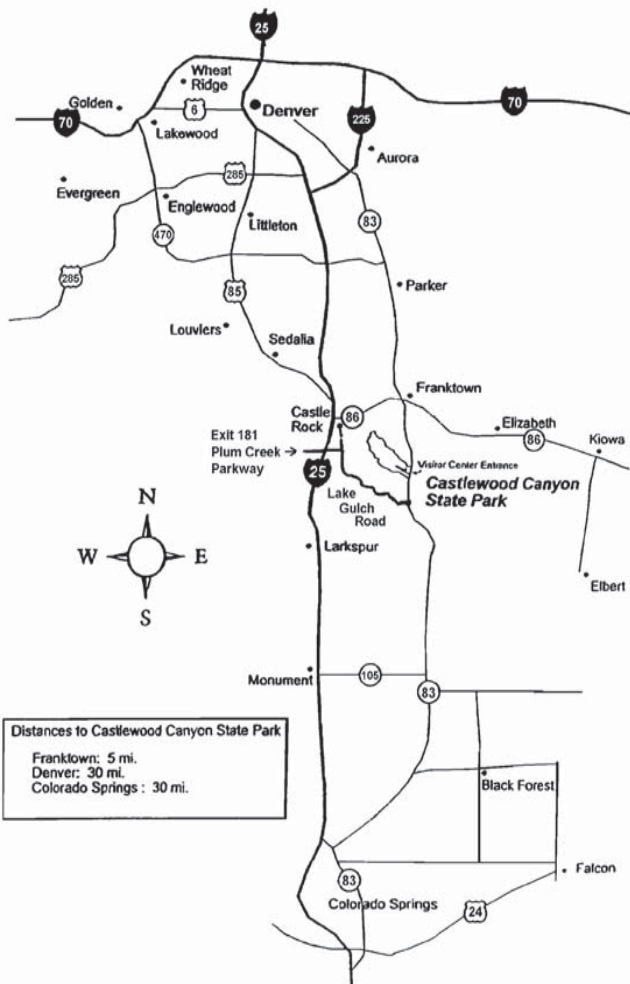 25
Wheat
Ridge
Golden
6
Denver
70
70
Lakewood
225
Aurora
285
Evergreen
Englewood
Littleton
83
470
285
85
Parker
Louvlers
Sedalia
Franktown
Castle
Rock
86
Elizabeth
86
Kiowa
Exit 181
Plum Creek →
Parkway
Visitor Center Entrance
25
Castlewood Canyon
State Park
Lake
Gulch
Road
N
W E
S
Larkspur
Elbert
Monument
105
83
Distances to Castlewood Canyon State Park
Franktown: 5 mi.
Denver: 30 mi.
Colorado Springs : 30 mi.
Black Forest
Falcon
83
Colorado Springs
24